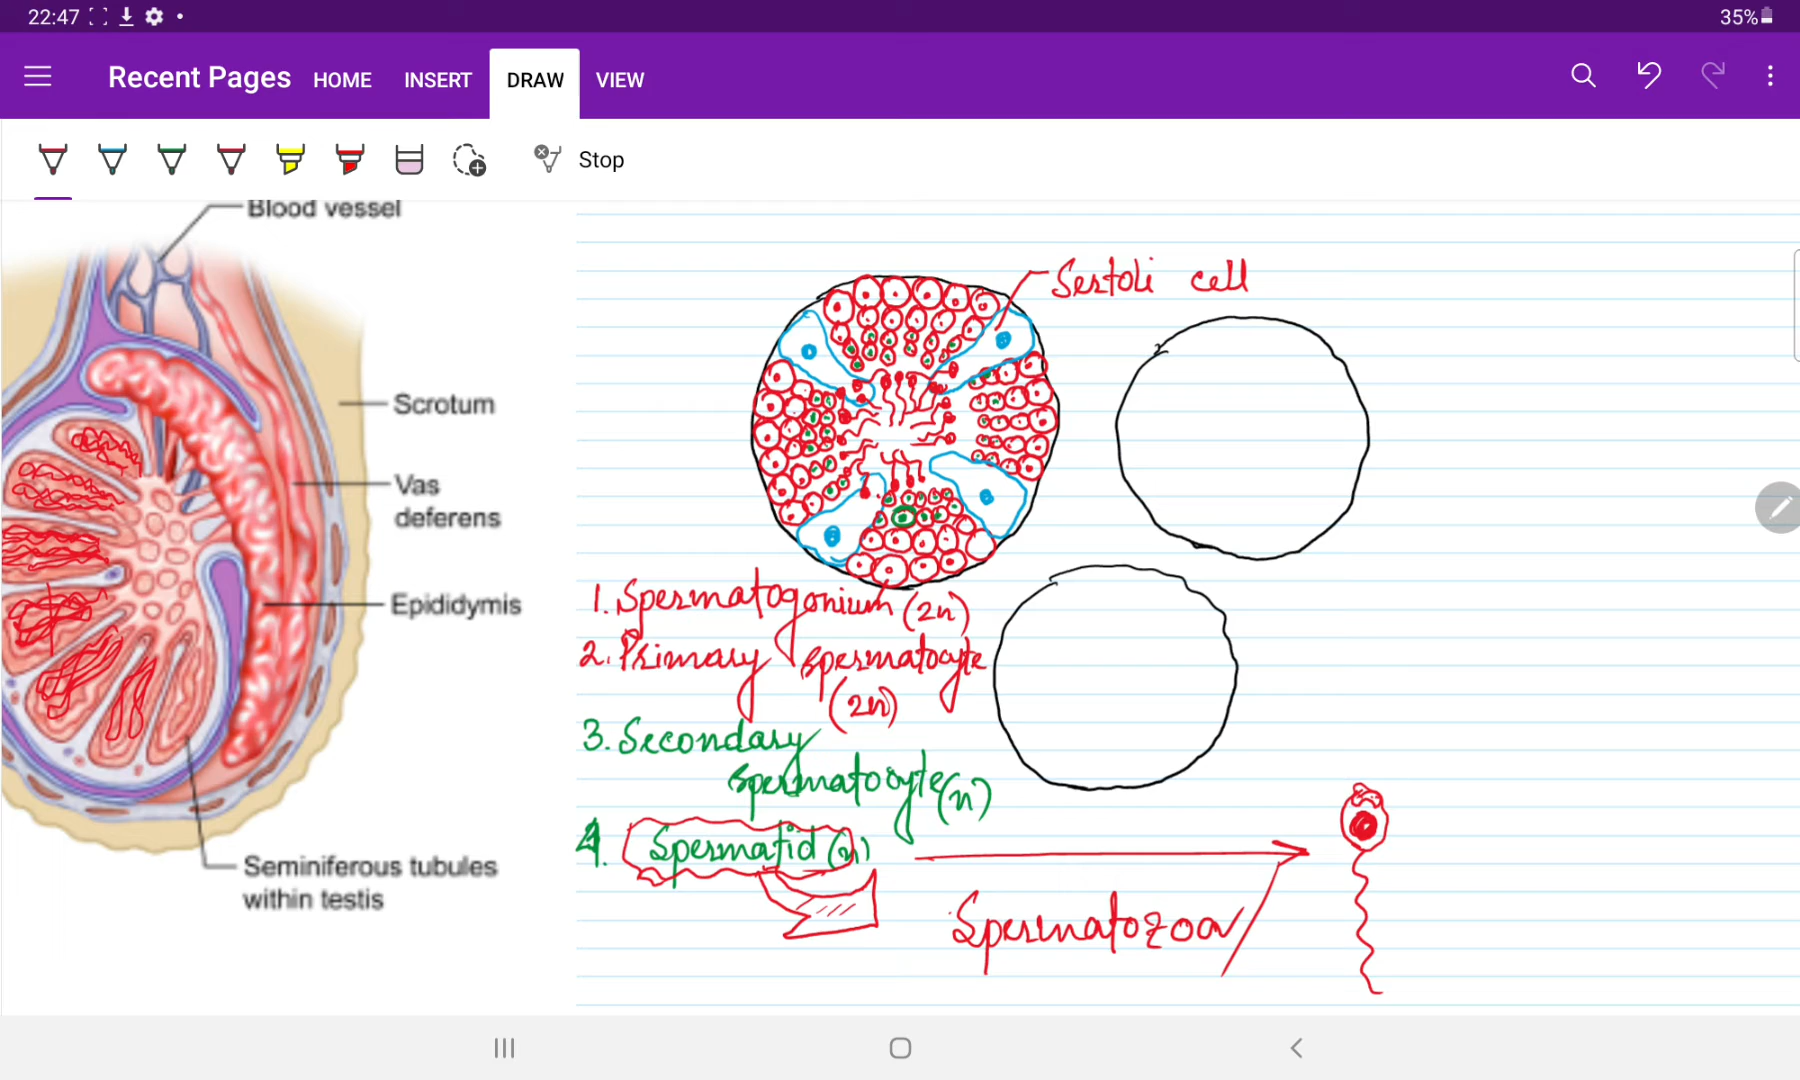 22:47
35%
Recent Pages HOME INSERT DRAW VIEW
Stop
Blood vessel
Scrotum
Vas
deferens
Epididymis
Seminiferous tubules
within testis
Sertoli cell
1. Spermatogonium (2n)
2. Primary spermatocyte
(2n)
3. Secondary
spermatocyte (n)
4. Spermatid (n)
Spermatozoa